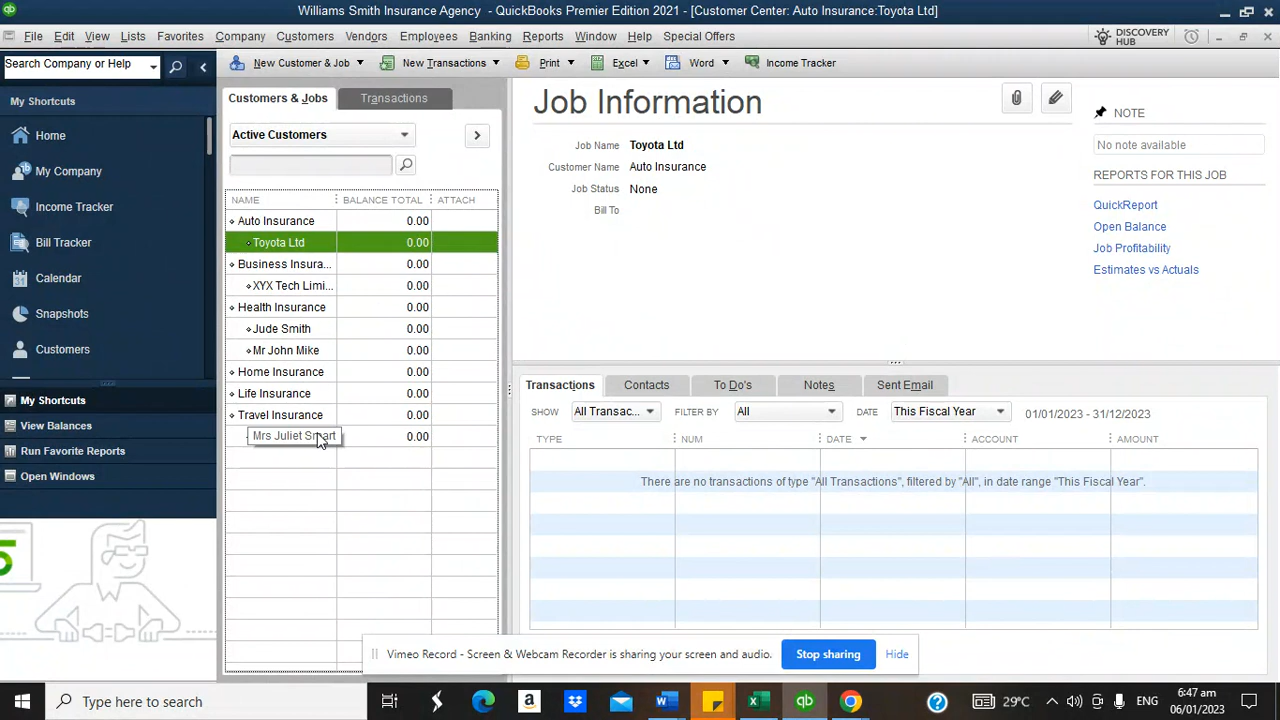 Williams Smith Insurance Agency - QuickBooks Premier Edition 2021 - [Customer Center: Auto Insurance:Toyota Ltd]
File Edit View Lists Favorites Company Customers Vendors Employees Banking Reports Window Help Special Offers
DISCOVERY HUB
Search Company or Help
New Customer & Job New Transactions Print Excel Word Income Tracker
My Shortcuts
Home
My Company
Income Tracker
Bill Tracker
Calendar
Snapshots
Customers
My Shortcuts
View Balances
Run Favorite Reports
Open Windows
Customers & Jobs Transactions
Active Customers
NAME BALANCE TOTAL ATTACH
Auto Insurance 0.00
Toyota Ltd 0.00
Business Insura... 0.00
XYX Tech Limi... 0.00
Health Insurance 0.00
Jude Smith 0.00
Mr John Mike 0.00
Home Insurance 0.00
Life Insurance 0.00
Travel Insurance 0.00
Mrs Juliet Smart 0.00
Job Information
Job Name Toyota Ltd
Customer Name Auto Insurance
Job Status None
Bill To
NOTE
No note available
REPORTS FOR THIS JOB
QuickReport
Open Balance
Job Profitability
Estimates vs Actuals
Transactions Contacts To Do's Notes Sent Email
SHOW All Transac... FILTER BY All DATE This Fiscal Year 01/01/2023 - 31/12/2023
TYPE NUM DATE ACCOUNT AMOUNT
There are no transactions of type "All Transactions", filtered by "All", in date range "This Fiscal Year".
5
Vimeo Record - Screen & Webcam Recorder is sharing your screen and audio. Stop sharing Hide
Type here to search
a
W
X
qb
29°C
ENG
6:47 am
06/01/2023